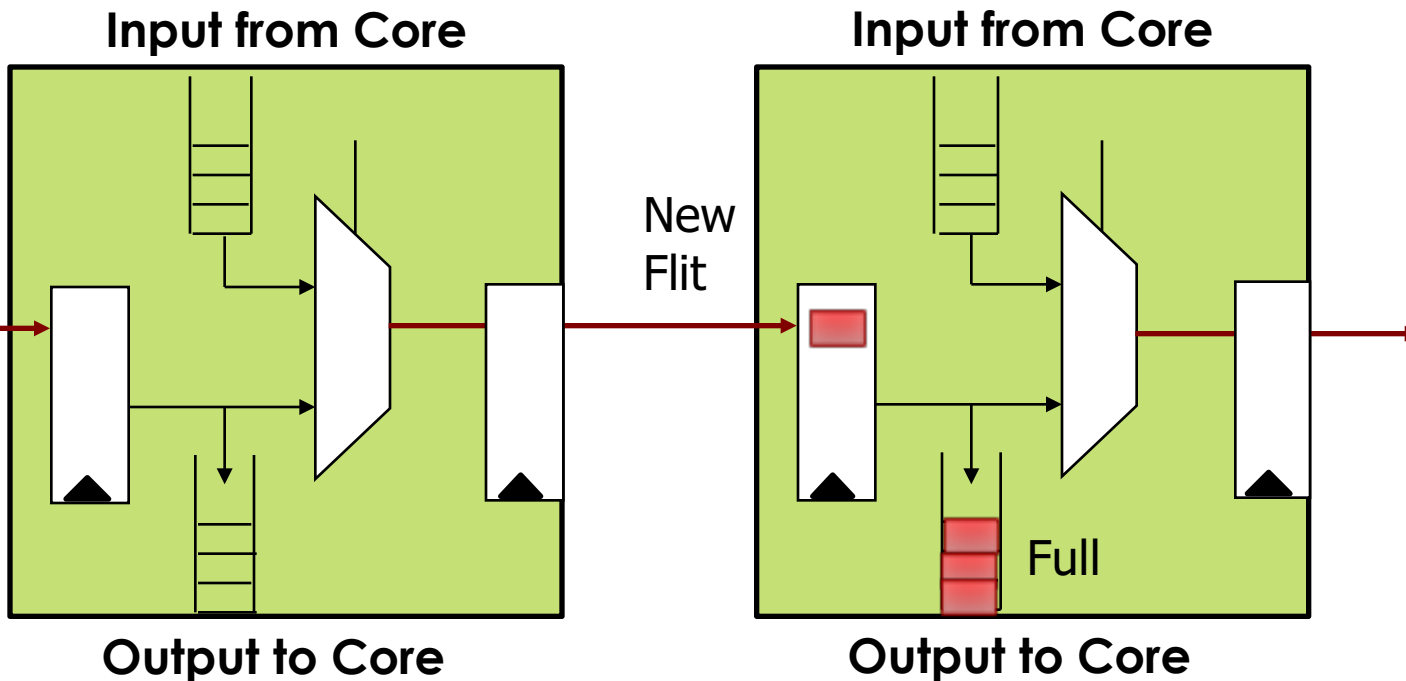 Input from Core
Input from Core
New
Flit
Full
Output to Core
Output to Core